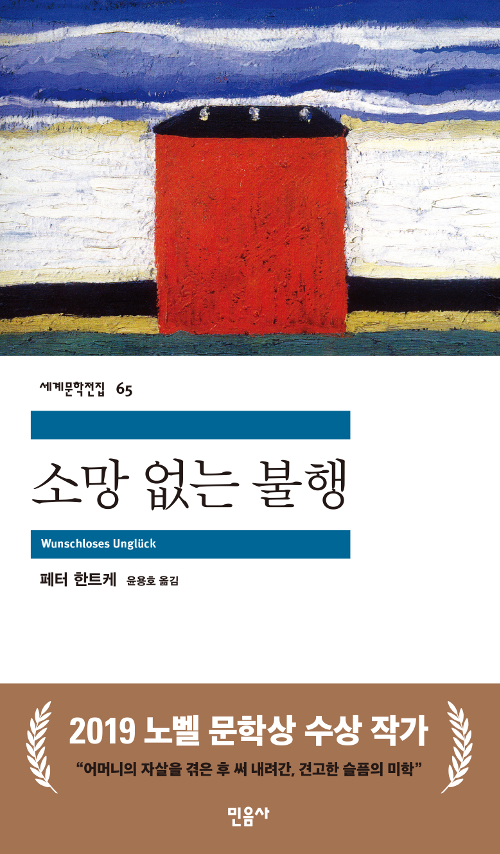 세계문학전집 65
소망 없는 불행
Wunschloses Unglück
페터 한트케 윤용호 옮김
2019 노벨 문학상 수상 작가
“어머니의 자살을 겪은 후 써 내려간, 견고한 슬픔의 미학”
민음사